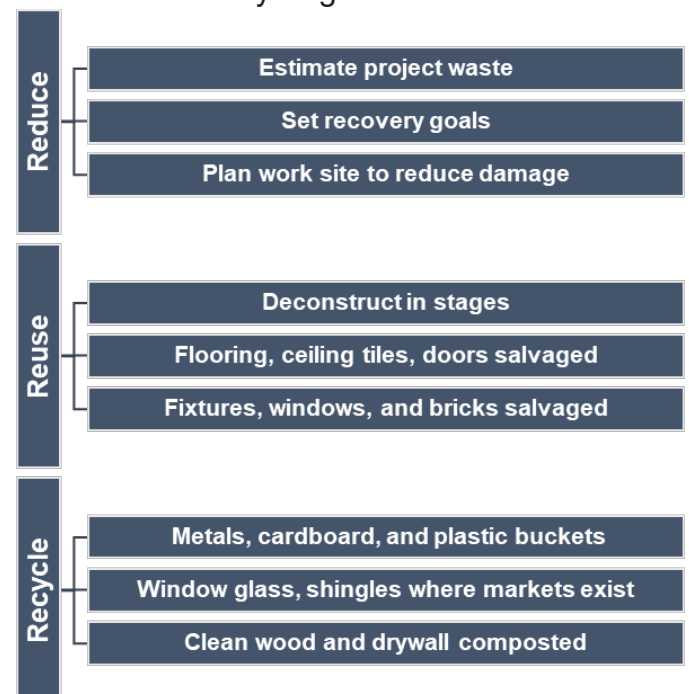 Reduce
Estimate project waste
Set recovery goals
Plan work site to reduce damage
Reuse
Deconstruct in stages
Flooring, ceiling tiles, doors salvaged
Fixtures, windows, and bricks salvaged
Recycle
Metals, cardboard, and plastic buckets
Window glass, shingles where markets exist
Clean wood and drywall composted